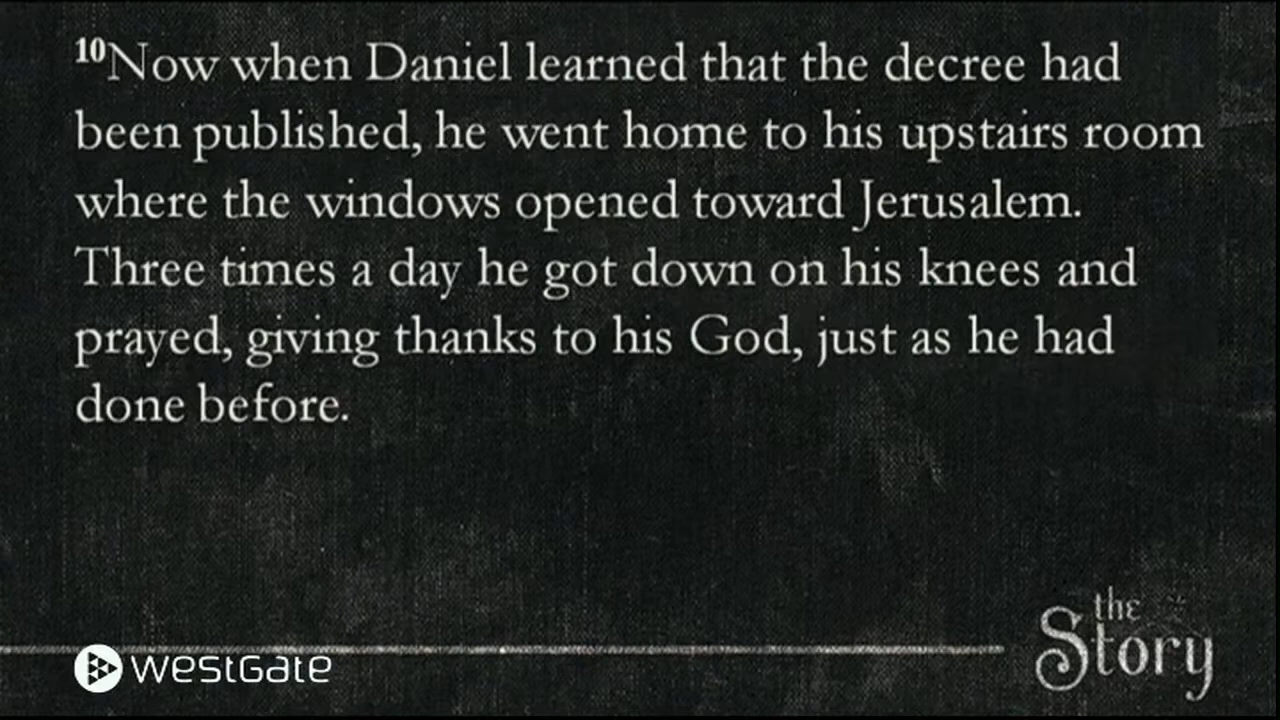 10Now when Daniel learned that the decree had
been published, he went home to his upstairs room
where the windows opened toward Jerusalem.
Three times a day he got down on his knees and
prayed, giving thanks to his God, just as he had
done before.
westGate
the
Story